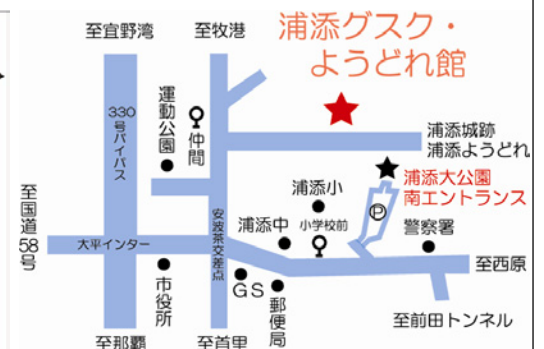 至宜野湾
至牧港
浦添グスク・
ようどれ館
330号バイパス
運動公園
仲間
浦添城跡
浦添ようどれ
浦添大公園
南エントランス
浦添小
P
至国道58号
大平インター
安波茶交差点
浦添中
小学校前
警察署
至西原
市役所
GS
郵便局
至前田トンネル
至那覇
至首里